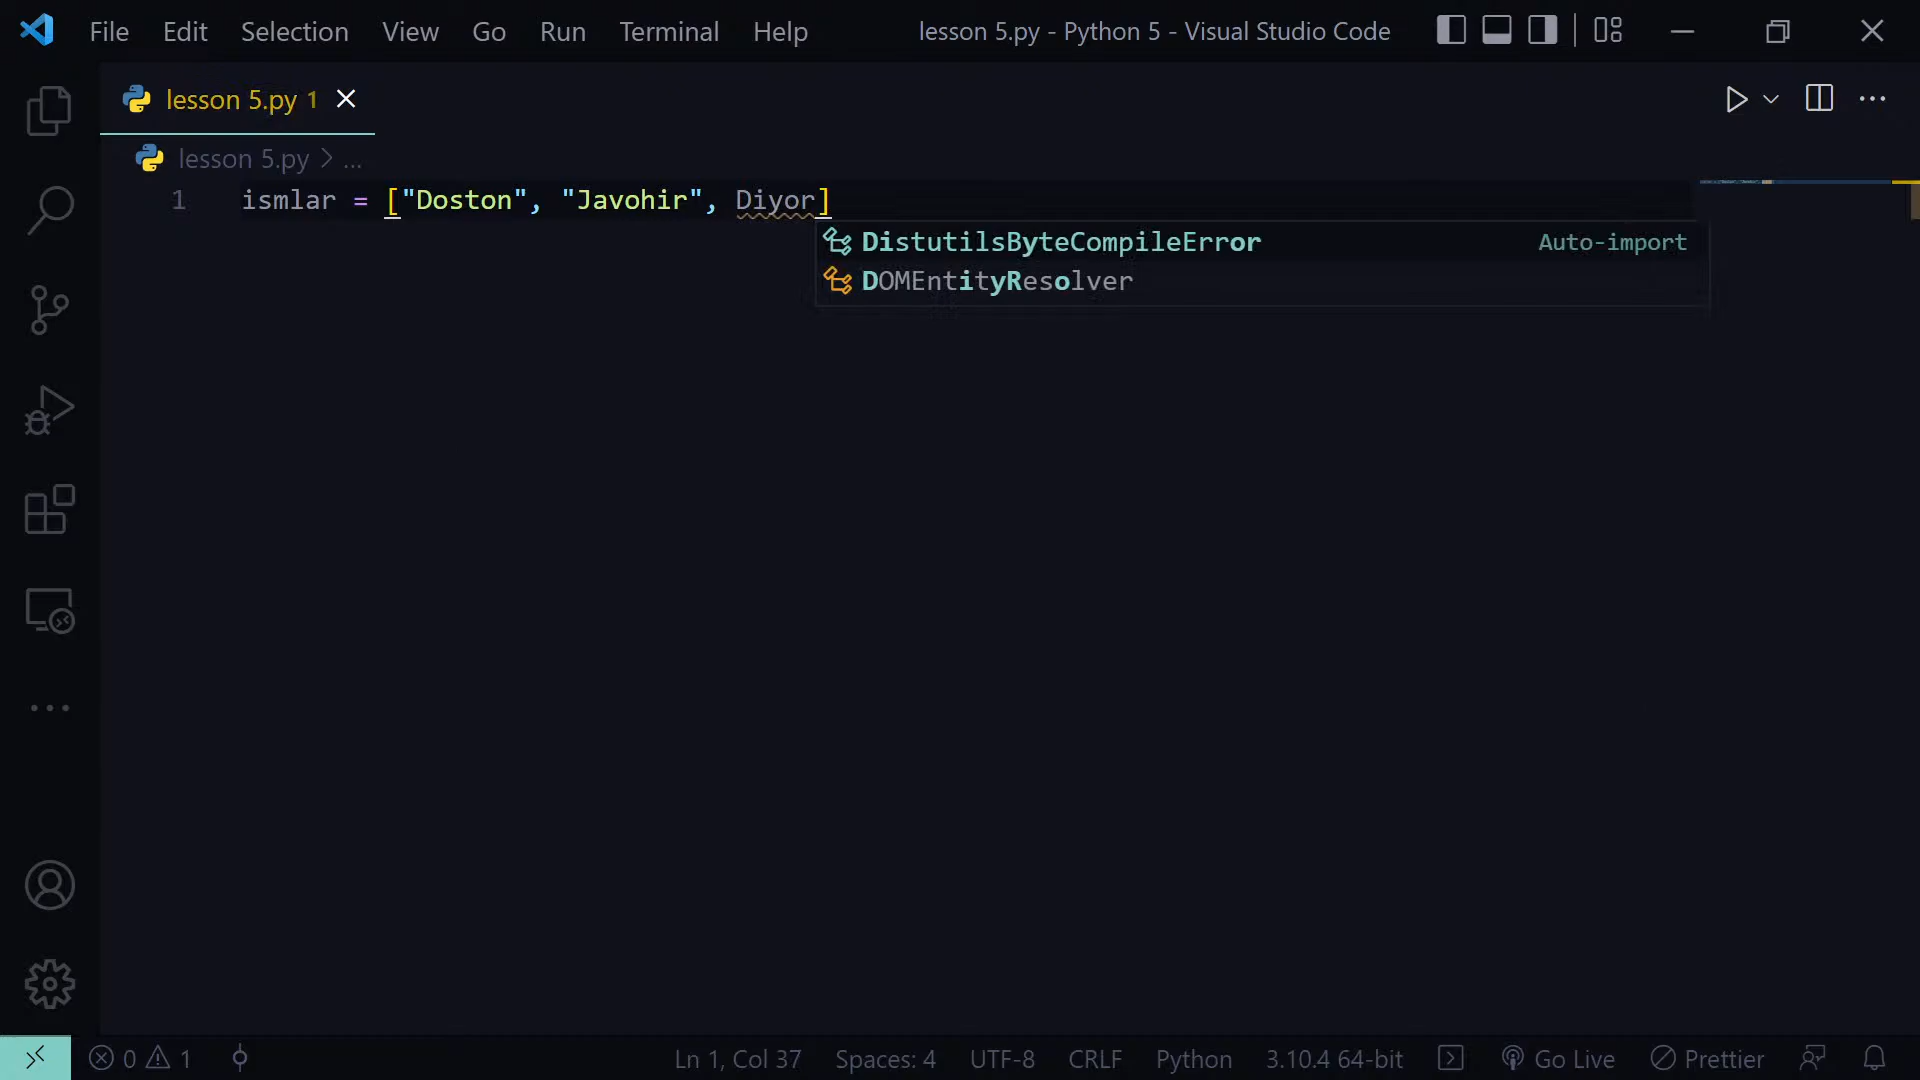 File Edit Selection View Go Run Terminal Help lesson 5.py - Python 5 - Visual Studio Code
lesson 5.py 1
lesson 5.py > ...
1 ismlar = ["Doston", "Javohir", Diyor]
DistutilsByteCompileError Auto-import
DOMEntityResolver
0 1 Ln 1, Col 37 Spaces: 4 UTF-8 CRLF Python 3.10.4 64-bit Go Live Prettier